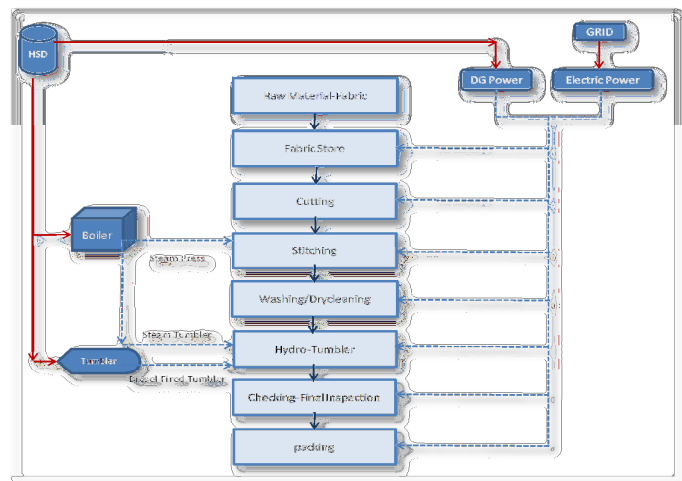 GRID
HSD
DG Power
Electric Power
Raw Material-Fabric
Fabric Store
Cutting
Boiler
Stitching
Steam Press
Washing/Drycleaning
Steam Tumbler
Hydro-Tumbler
Tumbler
Diesel Fired Tumbler
Checking-Final Inspection
packing